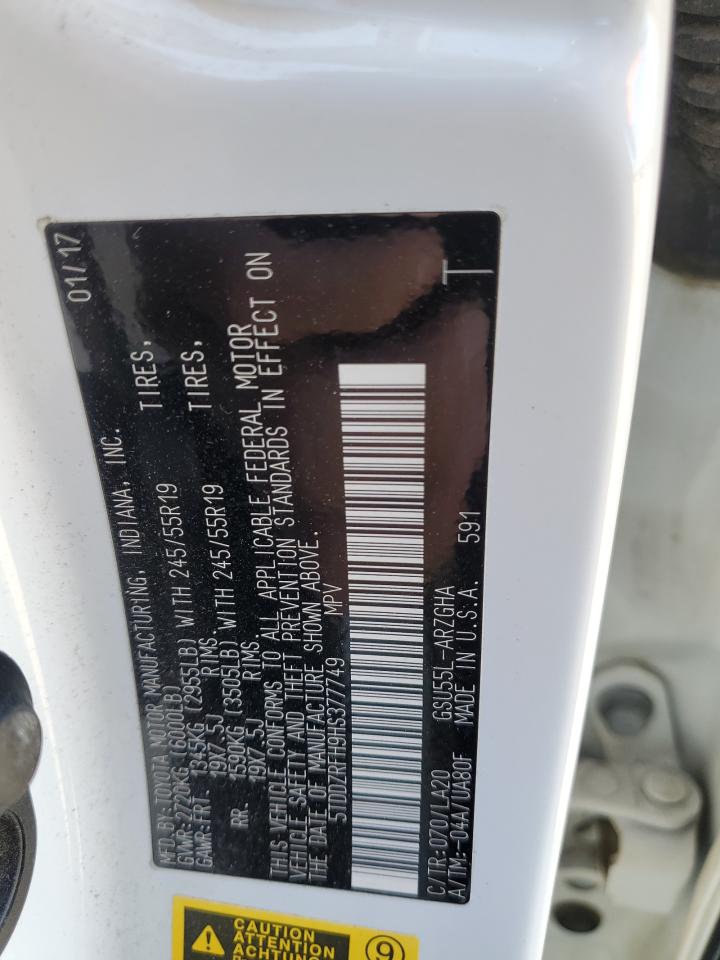 MFD.BY:TOYOTA MOTOR MANUFACTURING, INDIANA, INC. 01/17
GVWR:2720KG (6000LB)
GAWR:FRT 1345KG (2955LB) WITH 245/55R19 TIRES,
19X7.5J RIMS.
RR. 1590KG (3505LB) WITH 245/55R19 TIRES,
19X7.5J RIMS.
THIS VEHICLE CONFORMS TO ALL APPLICABLE FEDERAL MOTOR
VEHICLE SAFETY AND THEFT PREVENTION STANDARDS IN EFFECT ON
THE DATE OF MANUFACTURE SHOWN ABOVE.
5TDDZRFH9HS377749 MPV
C/TR:070/LA20 GSU55L-ARZGHA
A/TM:-04A/UA80F MADE IN U.S.A. 591
T
CAUTION
ATTENTION
ACHTUNG
9